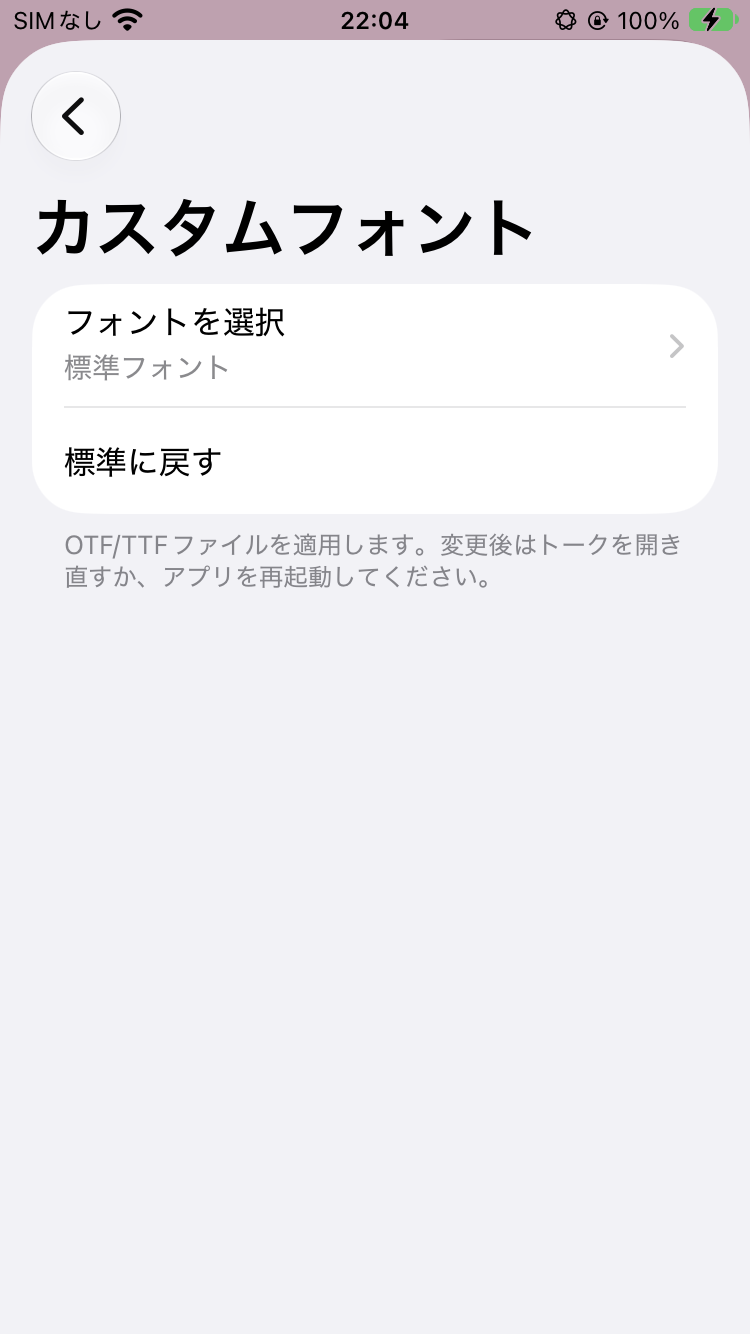 SIMなし 22:04 100%
カスタムフォント
フォントを選択
標準フォント
標準に戻す
OTF/TTFファイルを適用します。変更後はトークを開き
直すか、アプリを再起動してください。